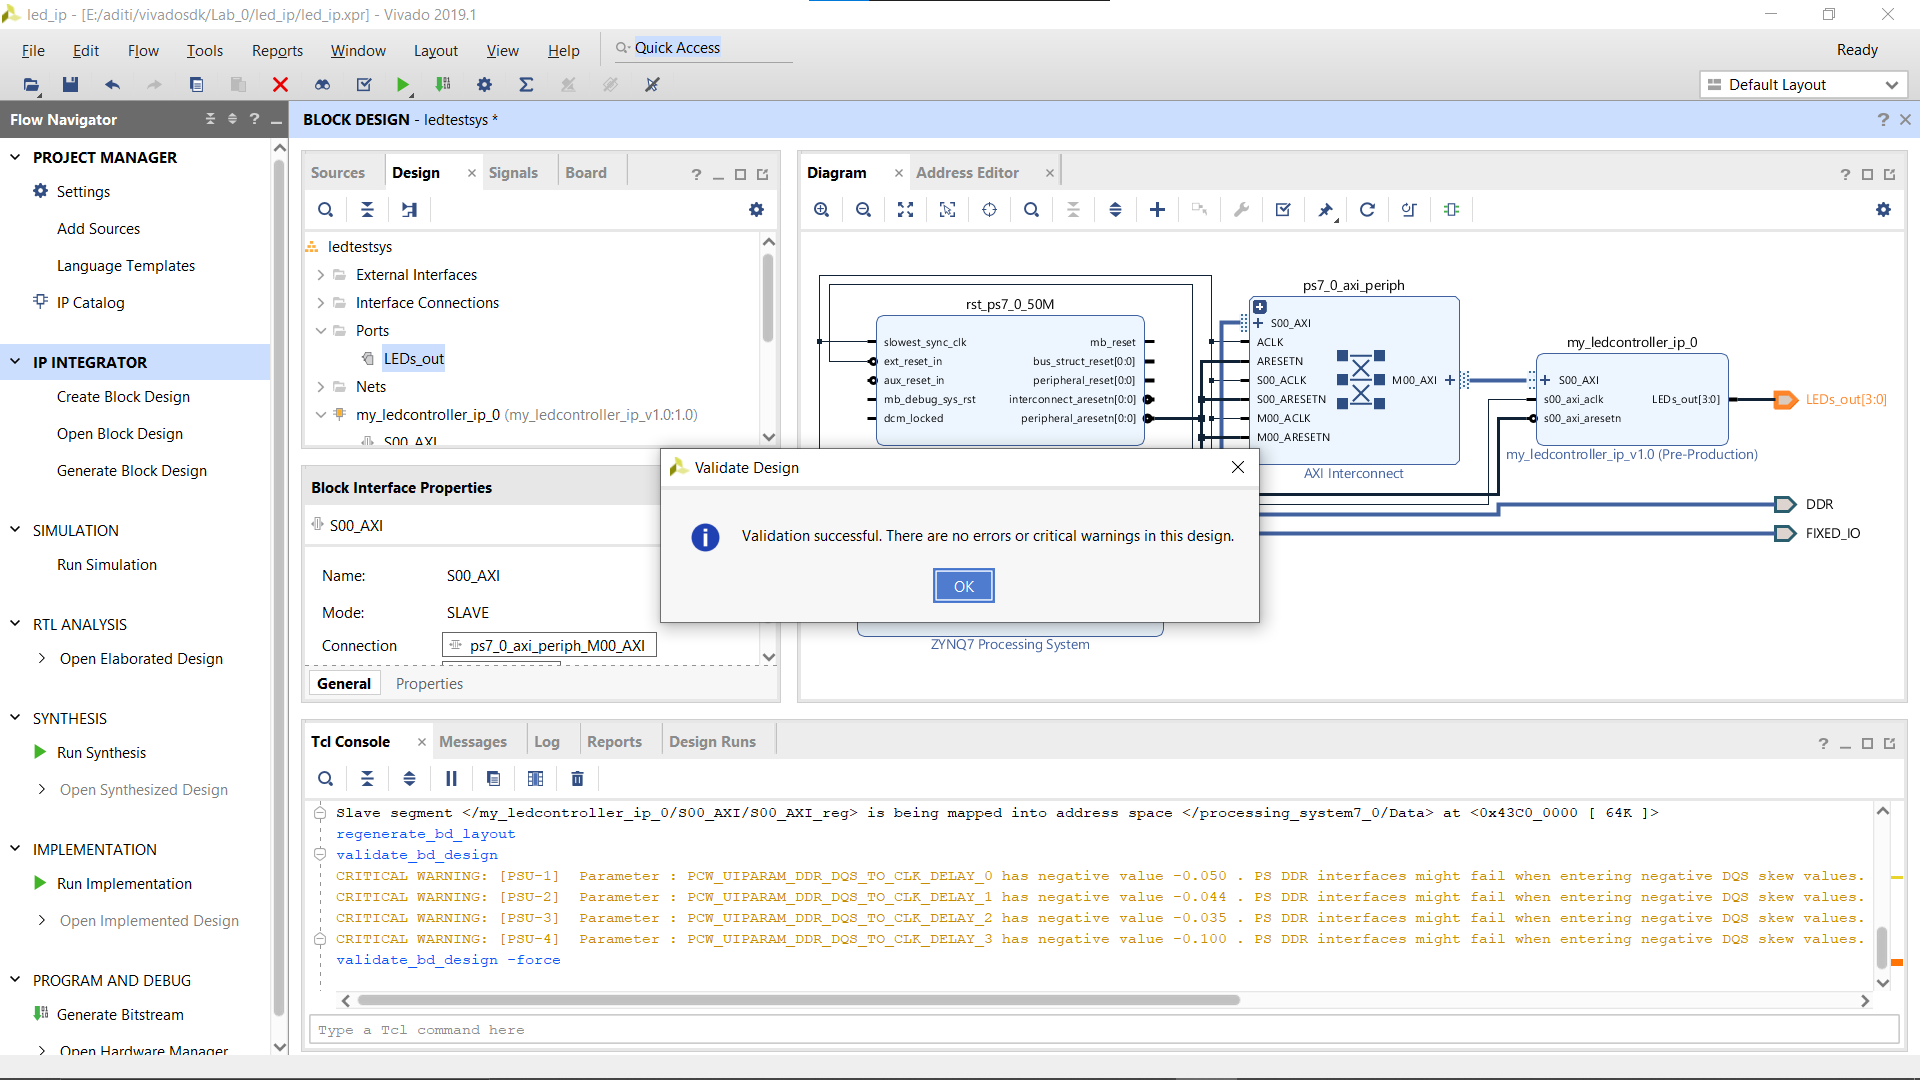 led_ip - [E:/aditi/vivadosdk/Lab_0/led_ip/led_ip.xpr] - Vivado 2019.1
File Edit Flow Tools Reports Window Layout View Help Quick Access Ready
Default Layout
Flow Navigator
PROJECT MANAGER
Settings
Add Sources
Language Templates
IP Catalog
IP INTEGRATOR
Create Block Design
Open Block Design
Generate Block Design
SIMULATION
Run Simulation
RTL ANALYSIS
Open Elaborated Design
SYNTHESIS
Run Synthesis
Open Synthesized Design
IMPLEMENTATION
Run Implementation
Open Implemented Design
PROGRAM AND DEBUG
Generate Bitstream
Open Hardware Manager
BLOCK DESIGN - ledtestsys *
Sources Design Signals Board
ledtestsys
External Interfaces
Interface Connections
Ports
LEDs_out
Nets
my_ledcontroller_ip_0 (my_ledcontroller_ip_v1.0:1.0)
S00_AXI
Block Interface Properties
S00_AXI
Name: S00_AXI
Mode: SLAVE
Connection ps7_0_axi_periph_M00_AXI
General Properties
Diagram Address Editor
rst_ps7_0_50M
slowest_sync_clk
ext_reset_in
aux_reset_in
mb_debug_sys_rst
dcm_locked
mb_reset
bus_struct_reset[0:0]
peripheral_reset[0:0]
interconnect_aresetn[0:0]
peripheral_aresetn[0:0]
ps7_0_axi_periph
S00_AXI
ACLK
ARESETN
S00_ACLK
S00_ARESETN
M00_ACLK
M00_ARESETN
M00_AXI
AXI Interconnect
my_ledcontroller_ip_0
S00_AXI
s00_axi_aclk
s00_axi_aresetn
LEDs_out[3:0]
my_ledcontroller_ip_v1.0 (Pre-Production)
LEDs_out[3:0]
DDR
FIXED_IO
ZYNQ7 Processing System
Validate Design
Validation successful. There are no errors or critical warnings in this design.
OK
Tcl Console Messages Log Reports Design Runs
Slave segment </my_ledcontroller_ip_0/S00_AXI/S00_AXI_reg> is being mapped into address space </processing_system7_0/Data> at <0x43C0_0000 [ 64K ]>
regenerate_bd_layout
validate_bd_design
CRITICAL WARNING: [PSU-1] Parameter : PCW_UIPARAM_DDR_DQS_TO_CLK_DELAY_0 has negative value -0.050 . PS DDR interfaces might fail when entering negative DQS skew values.
CRITICAL WARNING: [PSU-2] Parameter : PCW_UIPARAM_DDR_DQS_TO_CLK_DELAY_1 has negative value -0.044 . PS DDR interfaces might fail when entering negative DQS skew values.
CRITICAL WARNING: [PSU-3] Parameter : PCW_UIPARAM_DDR_DQS_TO_CLK_DELAY_2 has negative value -0.035 . PS DDR interfaces might fail when entering negative DQS skew values.
CRITICAL WARNING: [PSU-4] Parameter : PCW_UIPARAM_DDR_DQS_TO_CLK_DELAY_3 has negative value -0.100 . PS DDR interfaces might fail when entering negative DQS skew values.
validate_bd_design -force
Type a Tcl command here